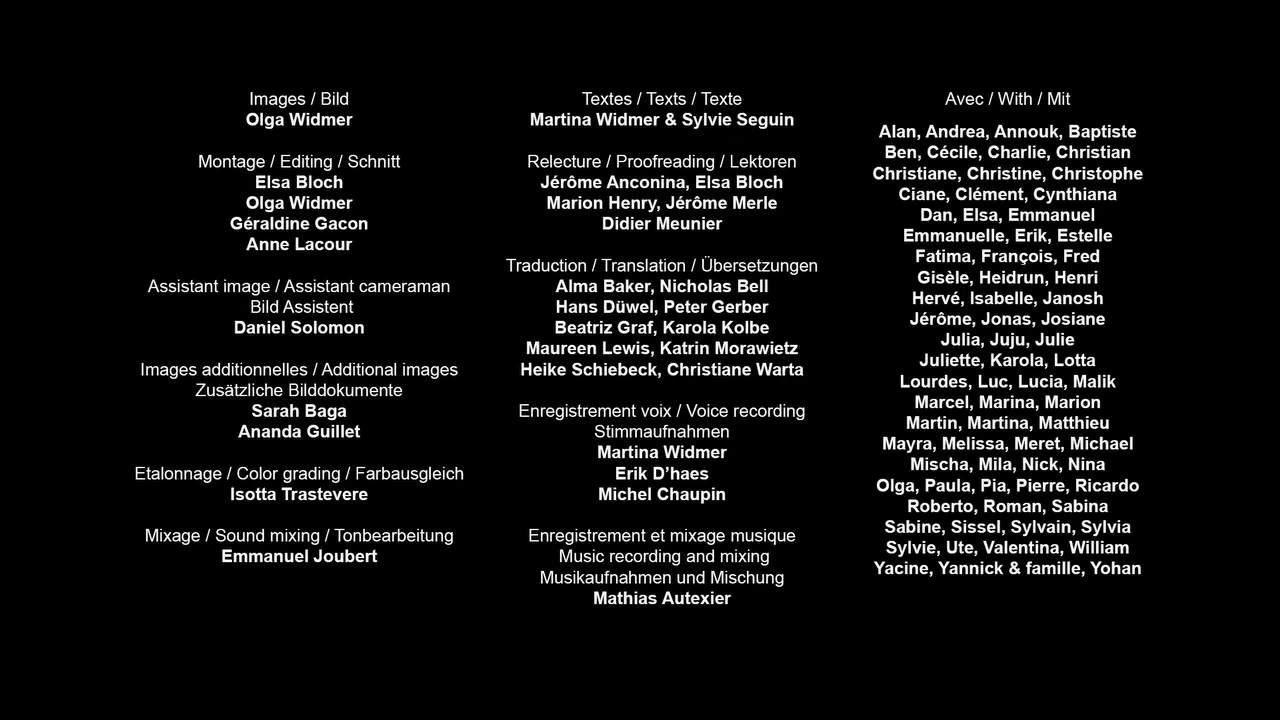 Images / Bild
Olga Widmer
Montage / Editing / Schnitt
Elsa Bloch
Olga Widmer
Géraldine Gacon
Anne Lacour
Assistant image / Assistant cameraman
Bild Assistent
Daniel Solomon
Images additionnelles / Additional images
Zusätzliche Bilddokumente
Sarah Baga
Ananda Guillet
Etalonnage / Color grading / Farbausgleich
Isotta Trastevere
Mixage / Sound mixing / Tonbearbeitung
Emmanuel Joubert
Textes / Texts / Texte
Martina Widmer & Sylvie Seguin
Relecture / Proofreading / Lektoren
Jérôme Anconina, Elsa Bloch
Marion Henry, Jérôme Merle
Didier Meunier
Traduction / Translation / Übersetzungen
Alma Baker, Nicholas Bell
Hans Düwel, Peter Gerber
Beatriz Graf, Karola Kolbe
Maureen Lewis, Katrin Morawietz
Heike Schiebeck, Christiane Warta
Enregistrement voix / Voice recording
Stimmaufnahmen
Martina Widmer
Erik D’haes
Michel Chaupin
Enregistrement et mixage musique
Music recording and mixing
Musikaufnahmen und Mischung
Mathias Autexier
Avec / With / Mit
Alan, Andrea, Annouk, Baptiste
Ben, Cécile, Charlie, Christian
Christiane, Christine, Christophe
Ciane, Clément, Cynthiana
Dan, Elsa, Emmanuel
Emmanuelle, Erik, Estelle
Fatima, François, Fred
Gisèle, Heidrun, Henri
Hervé, Isabelle, Janosh
Jérôme, Jonas, Josiane
Julia, Juju, Julie
Juliette, Karola, Lotta
Lourdes, Luc, Lucia, Malik
Marcel, Marina, Marion
Martin, Martina, Matthieu
Mayra, Melissa, Meret, Michael
Mischa, Mila, Nick, Nina
Olga, Paula, Pia, Pierre, Ricardo
Roberto, Roman, Sabina
Sabine, Sissel, Sylvain, Sylvia
Sylvie, Ute, Valentina, William
Yacine, Yannick & famille, Yohan